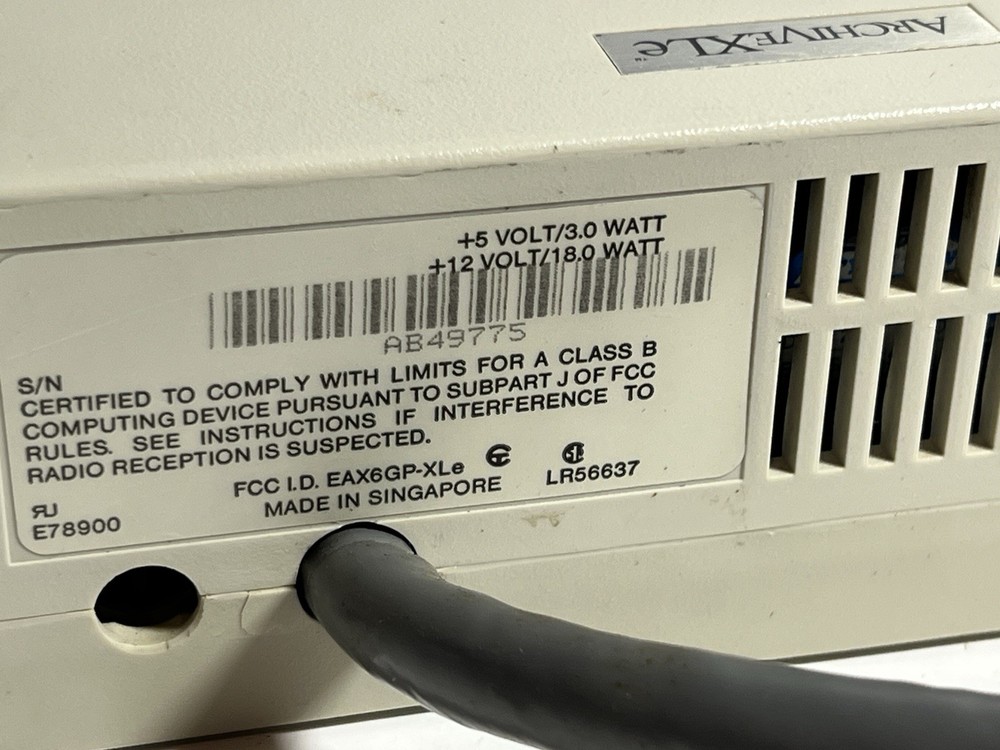 ARCHIVEXLe™
+5 VOLT/3.0 WATT
+12 VOLT/18.0 WATT
AB49775
S/N
CERTIFIED TO COMPLY WITH LIMITS FOR A CLASS B
COMPUTING DEVICE PURSUANT TO SUBPART J OF FCC
RULES. SEE INSTRUCTIONS IF INTERFERENCE TO
RADIO RECEPTION IS SUSPECTED.
FCC I.D. EAX6GP-XLe
MADE IN SINGAPORE
LR56637
E78900